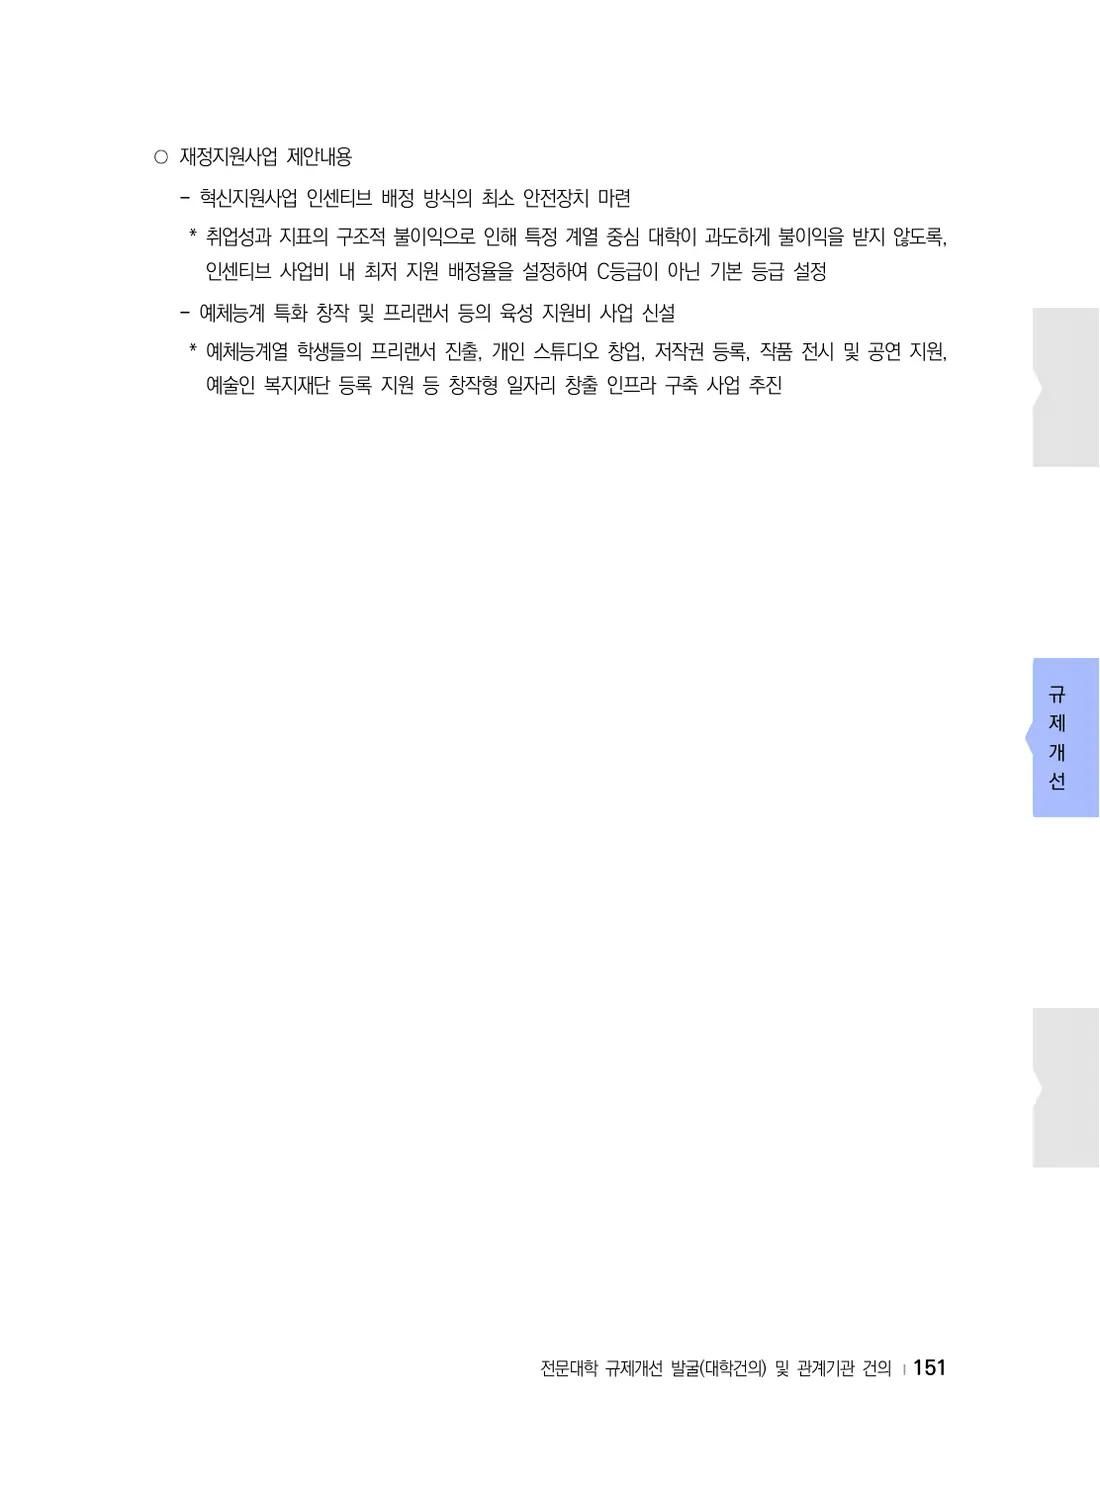 ○ 재정지원사업 제안내용
- 혁신지원사업 인센티브 배정 방식의 최소 안전장치 마련
* 취업성과 지표의 구조적 불이익으로 인해 특정 계열 중심 대학이 과도하게 불이익을 받지 않도록,
인센티브 사업비 내 최저 지원 배정율을 설정하여 C등급이 아닌 기본 등급 설정
- 예체능계 특화 창작 및 프리랜서 등의 육성 지원비 사업 신설
* 예체능계열 학생들의 프리랜서 진출, 개인 스튜디오 창업, 저작권 등록, 작품 전시 및 공연 지원,
예술인 복지재단 등록 지원 등 창작형 일자리 창출 인프라 구축 사업 추진
규
제
개
선
전문대학 규제개선 발굴(대학건의) 및 관계기관 건의 | 151